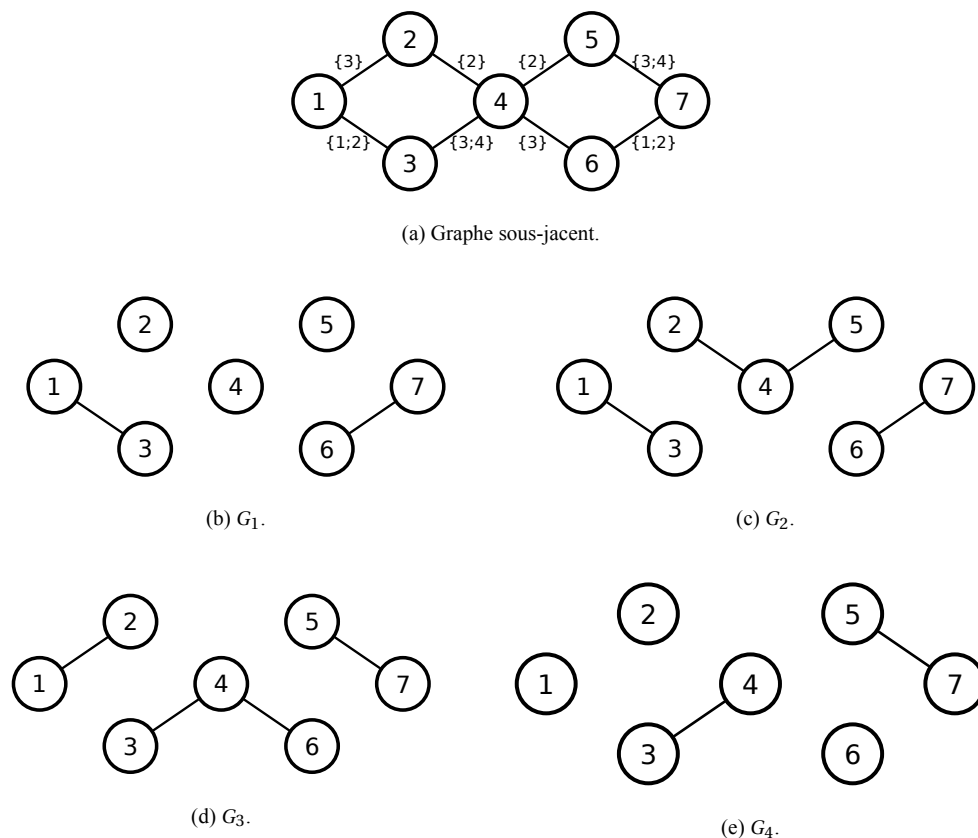 2 5
{3} {2} {2} {3;4}
1 4 7
{1;2} {3;4} {3} {1;2}
3 6
(a) Graphe sous-jacent.
2 5
1 4 7
3 6
(b) G₁.
2 5
1 4 7
3 6
(c) G₂.
2 5
1 4 7
3 6
(d) G₃.
2 5
1 4 7
3 6
(e) G₄.